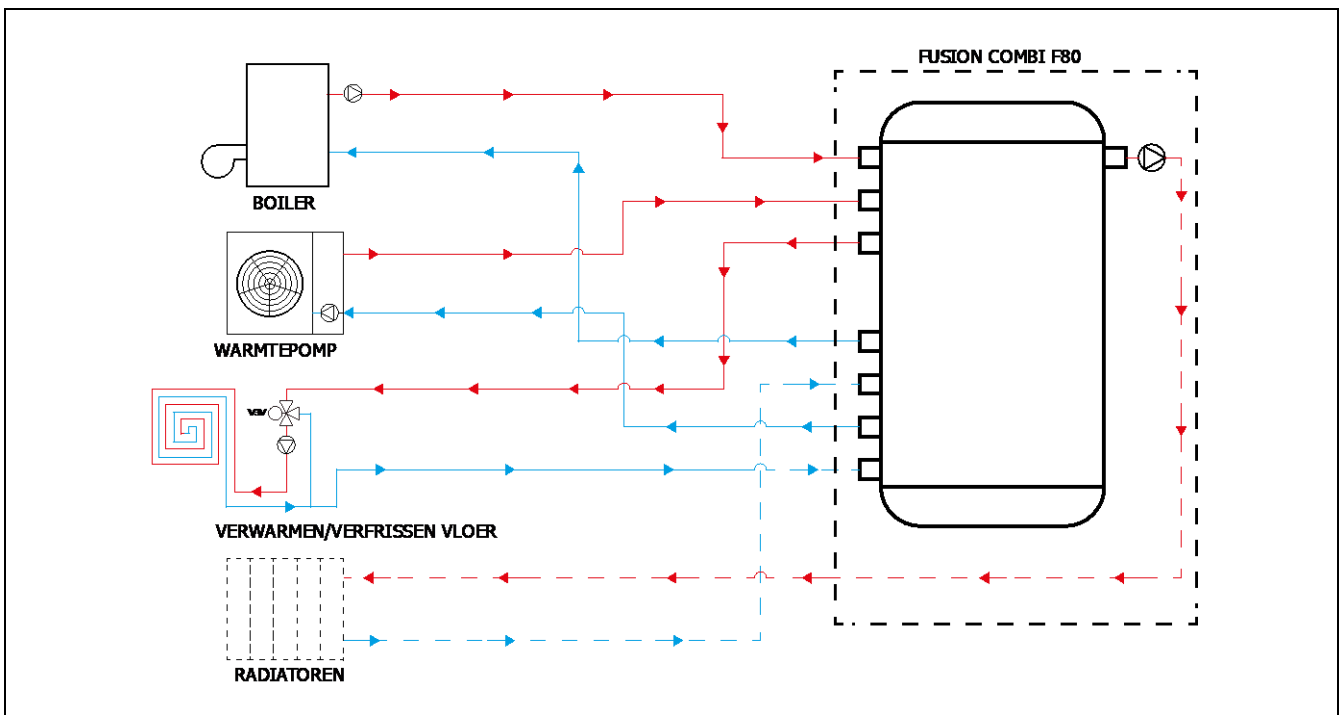 FUSION COMBI F80
BOILER
WARMTEPOMP
VERWARMEN/VERFRISSEN VLOER
RADIATOREN